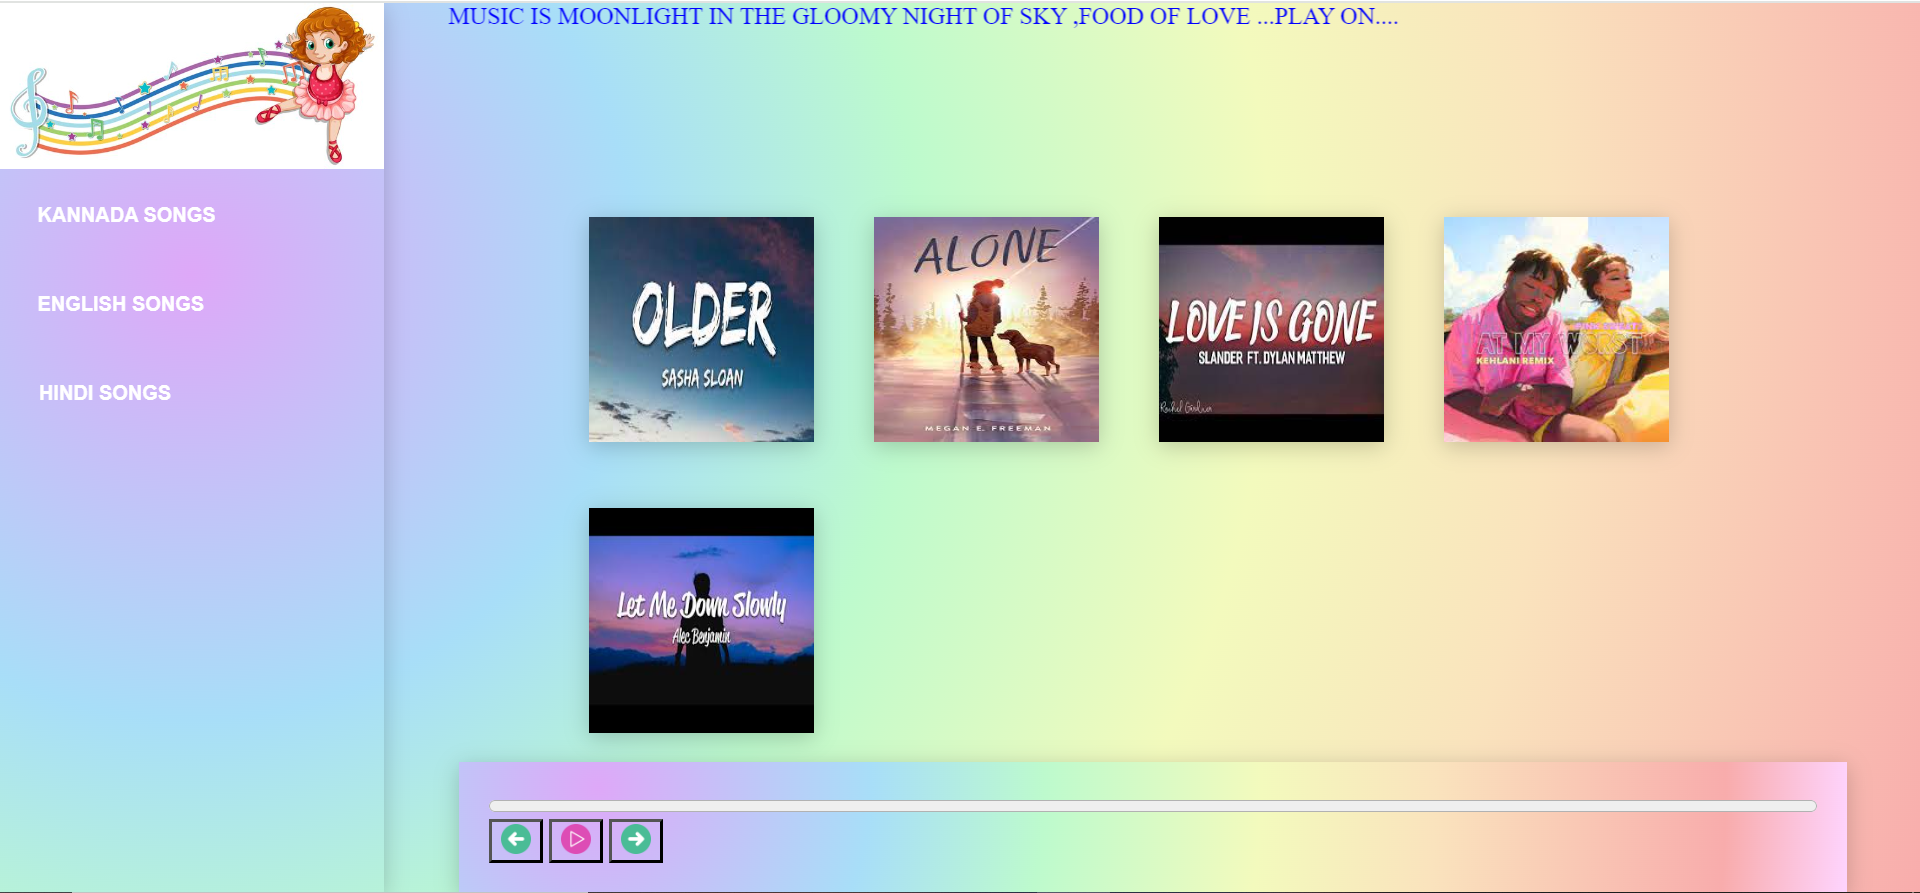 MUSIC IS MOONLIGHT IN THE GLOOMY NIGHT OF SKY ,FOOD OF LOVE ...PLAY ON....
KANNADA SONGS
ENGLISH SONGS
HINDI SONGS
OLDER
SASHA SLOAN
ALONE
MEGAN E. FREEMAN
LOVE IS GONE
SLANDER FT. DYLAN MATTHEW
AT MY WORST
KEHLANI REMIX
Let Me Down Slowly
Alec Benjamin